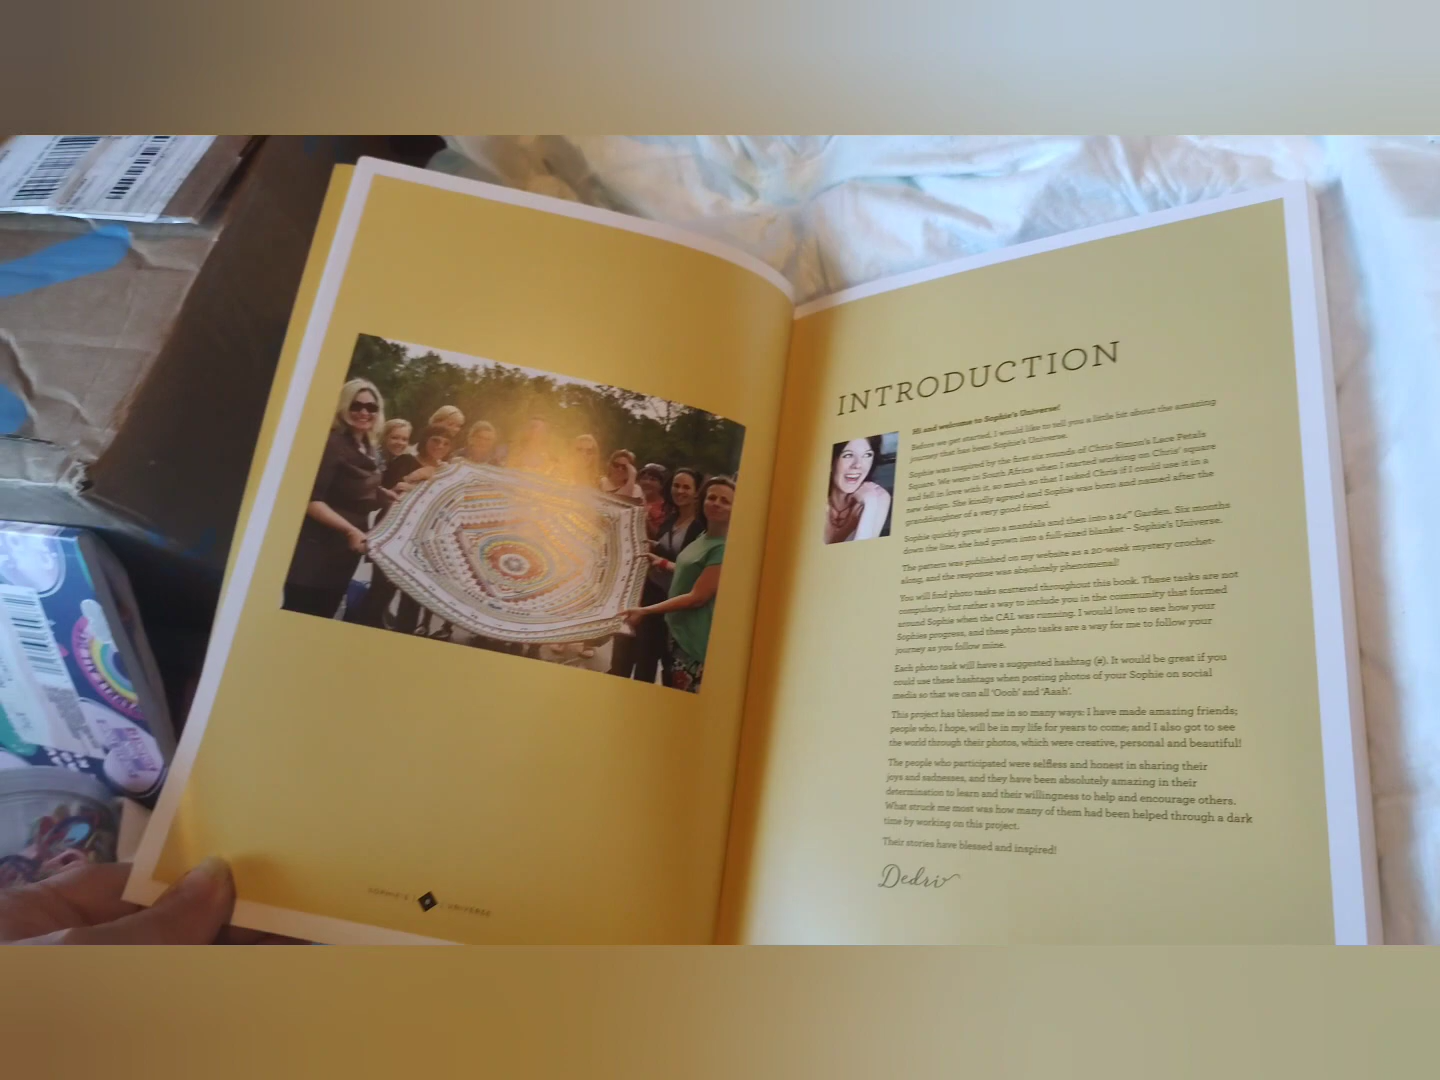 SOPHIE'S UNIVERSE
INTRODUCTION
Hi and welcome to Sophie's Universe!
Before we get started, I would like to tell you a little bit about the amazing
journey that has been Sophie's Universe.
Sophie was inspired by the first six rounds of Chris Simon's Lace Petals
Square. We were in South Africa when I started working on Chris' square
and fell in love with it, so much so that I asked Chris if I could use it in a
new design. She kindly agreed and Sophie was born and named after the
granddaughter of a very good friend.
Sophie quickly grew into a mandala and then into a 24" Garden. Six months
down the line, she had grown into a full-sized blanket – Sophie's Universe.
The pattern was published on my website as a 20-week mystery crochet-
along, and the response was absolutely phenomenal!
You will find photo tasks scattered throughout this book. These tasks are not
compulsory, but rather a way to include you in the community that formed
around Sophie when the CAL was running. I would love to see how your
Sophies progress, and these photo tasks are a way for me to follow your
journey as you follow mine.
Each photo task will have a suggested hashtag (#). It would be great if you
could use these hashtags when posting photos of your Sophie on social
media so that we can all 'Oooh' and 'Aaah'.
This project has blessed me in so many ways: I have made amazing friends;
people who, I hope, will be in my life for years to come; and I also got to see
the world through their photos, which were creative, personal and beautiful!
The people who participated were selfless and honest in sharing their
joys and sadnesses, and they have been absolutely amazing in their
determination to learn and their willingness to help and encourage others.
What struck me most was how many of them had been helped through a dark
time by working on this project.
Their stories have blessed and inspired!
Dedri